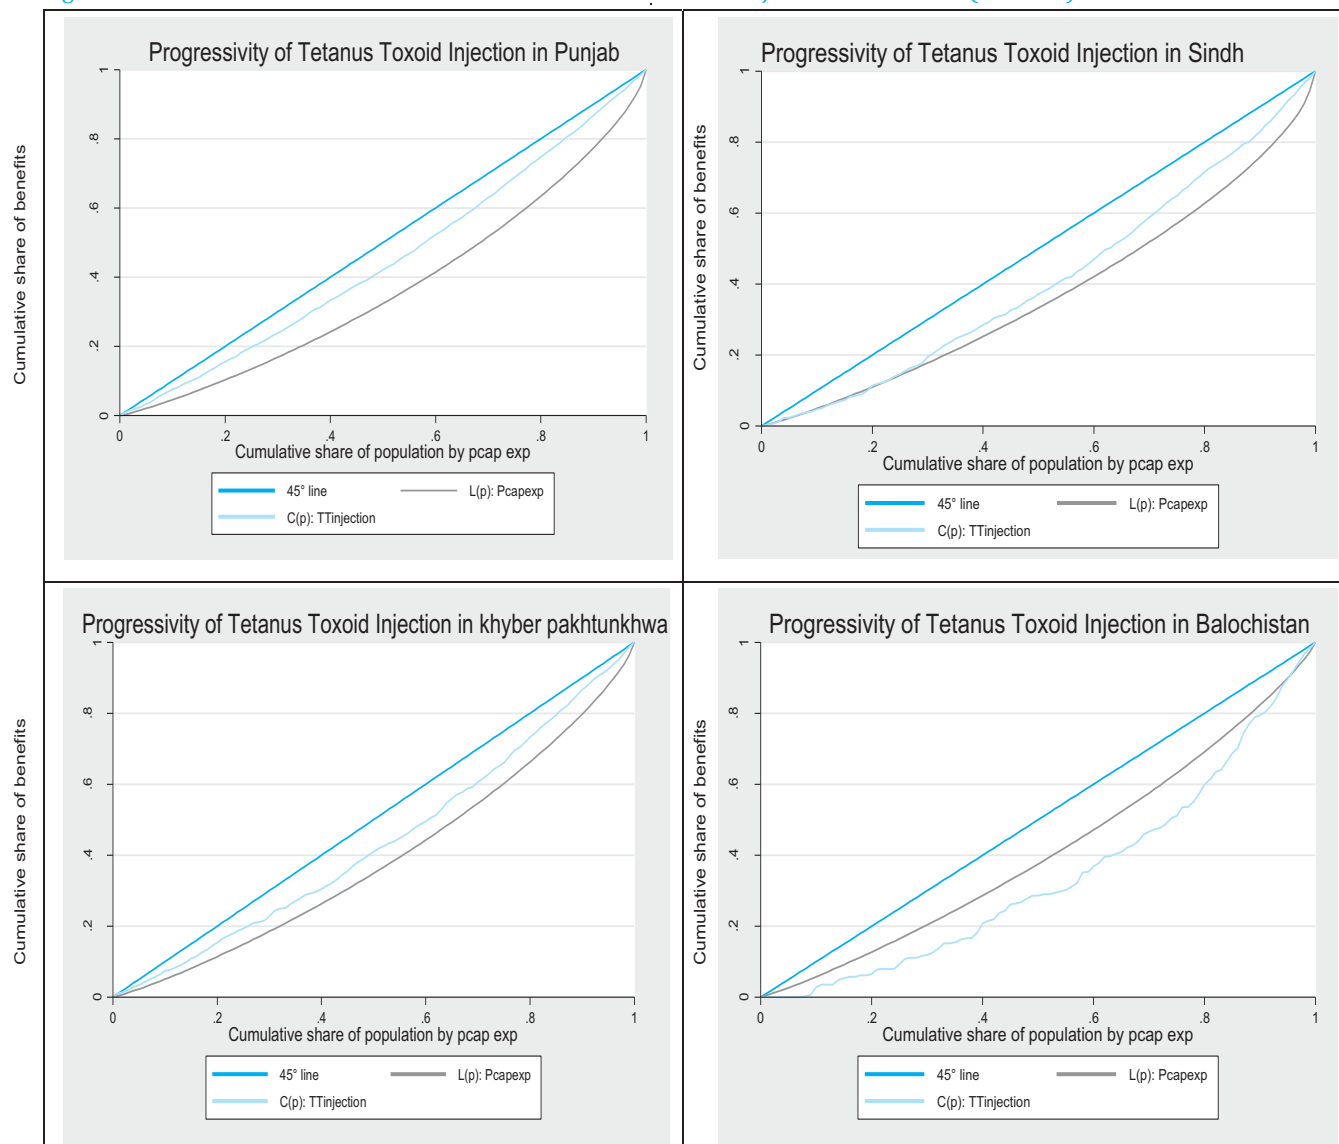 Progressivity of Tetanus Toxoid Injection in Punjab
Cumulative share of benefits
1
.8
.6
.4
.2
0
0 .2 .4 .6 .8 1
Cumulative share of population by pcap exp
45° line L(p): Pcapexp
C(p): TTinjection
Progressivity of Tetanus Toxoid Injection in Sindh
Cumulative share of benefits
1
.8
.6
.4
.2
0
0 .2 .4 .6 .8 1
Cumulative share of population by pcap exp
45° line L(p): Pcapexp
C(p): TTinjection
Progressivity of Tetanus Toxoid Injection in khyber pakhtunkhwa
Cumulative share of benefits
1
.8
.6
.4
.2
0
0 .2 .4 .6 .8 1
Cumulative share of population by pcap exp
45° line L(p): Pcapexp
C(p): TTinjection
Progressivity of Tetanus Toxoid Injection in Balochistan
Cumulative share of benefits
1
.8
.6
.4
.2
0
0 .2 .4 .6 .8 1
Cumulative share of population by pcap exp
45° line L(p): Pcapexp
C(p): TTinjection